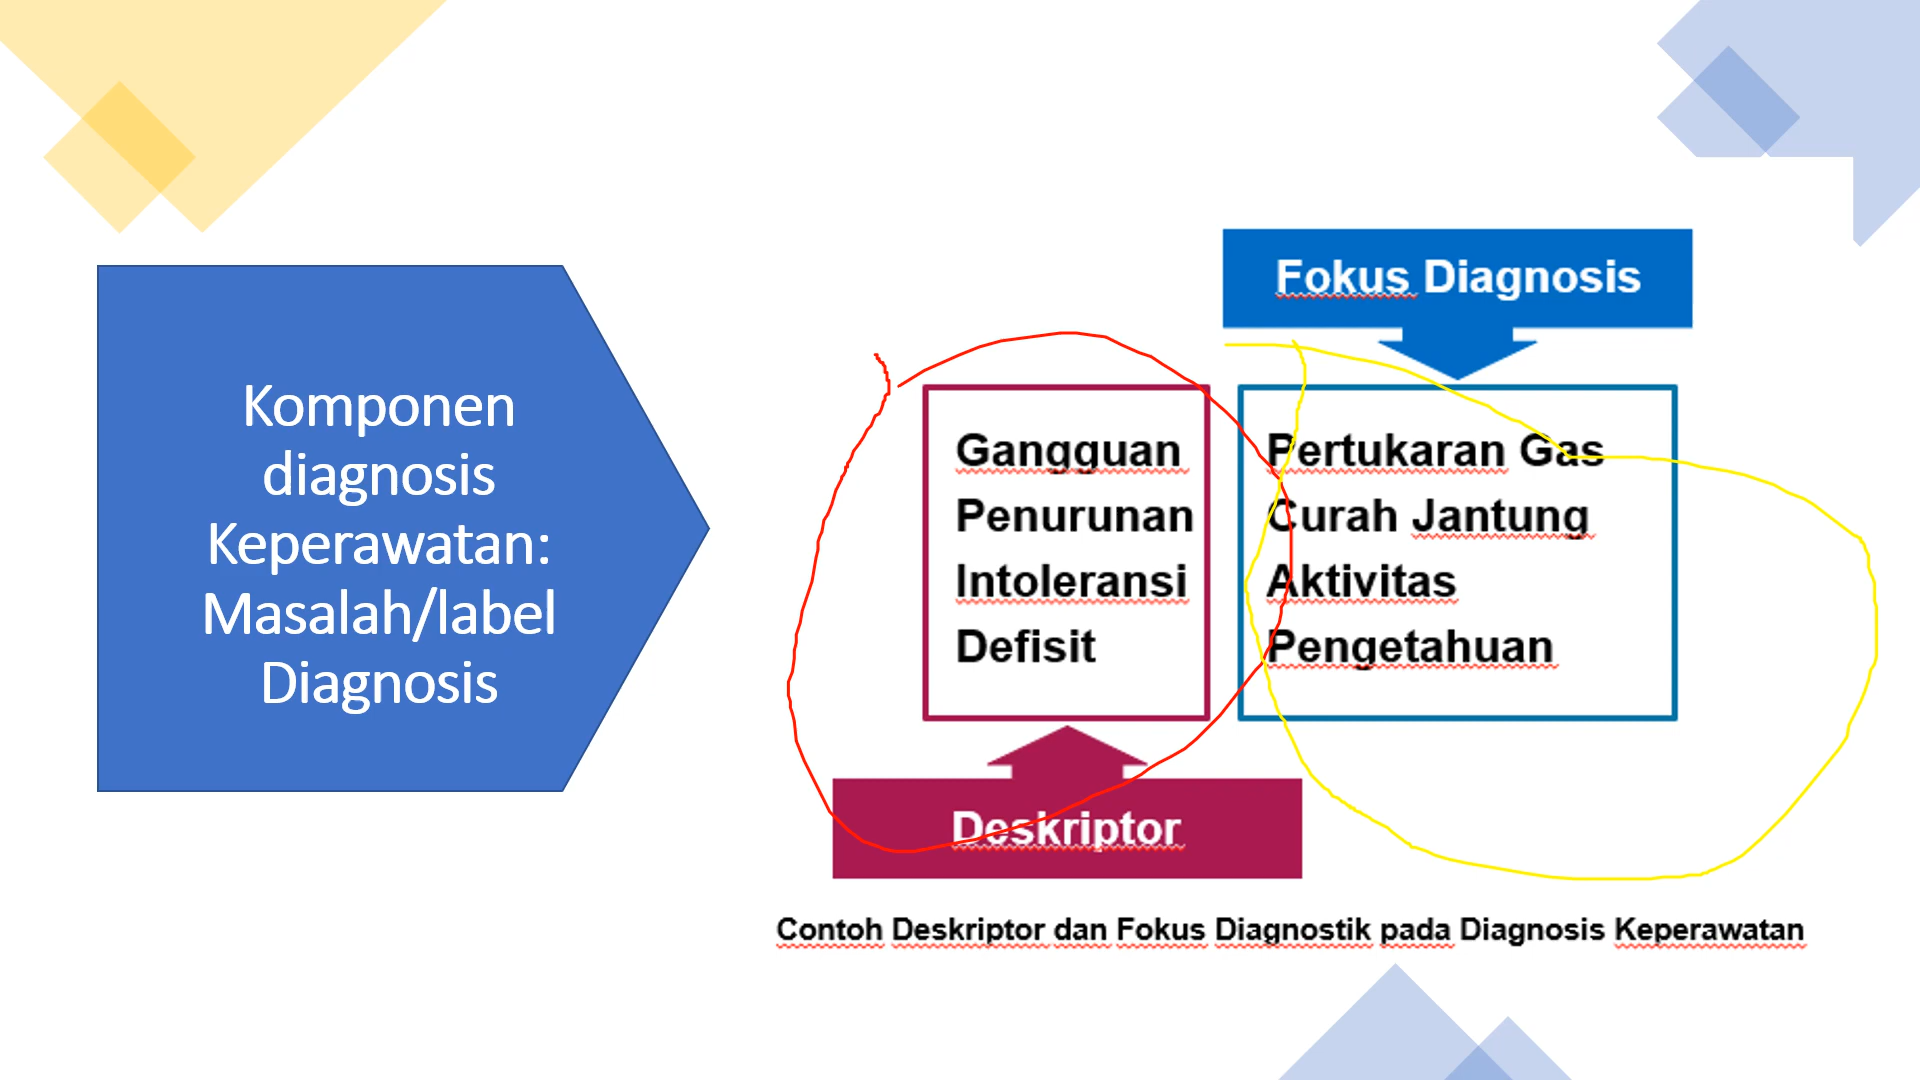 Komponen
diagnosis
Keperawatan:
Masalah/label
Diagnosis
Fokus Diagnosis
Gangguan
Penurunan
Intoleransi
Defisit
Pertukaran Gas
Curah Jantung
Aktivitas
Pengetahuan
Deskriptor
Contoh Deskriptor dan Fokus Diagnostik pada Diagnosis Keperawatan